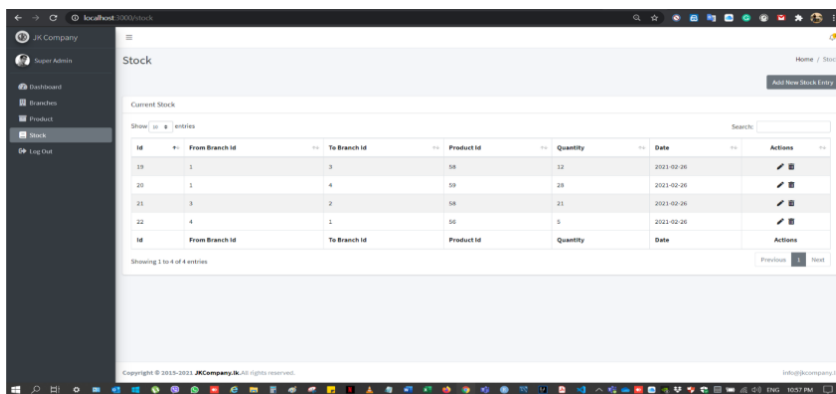 localhost:3000/stock
JK Company
Super Admin
Home / Stoc
Stock
Add New Stock Entry
Dashboard
Branches
Product
Stock
Log Out
Current Stock
Show 10 entries
Search:
Id From Branch Id To Branch Id Product Id Quantity Date Actions
19 1 3 58 12 2021-02-26
20 1 4 59 28 2021-02-26
21 3 2 58 21 2021-02-26
22 4 1 56 5 2021-02-26
Id From Branch Id To Branch Id Product Id Quantity Date Actions
Showing 1 to 4 of 4 entries
Previous 1 Next
Copyright © 2015-2021 JKCompany.lk. All rights reserved.
info@jkcompany.l
ENG 10:57 PM